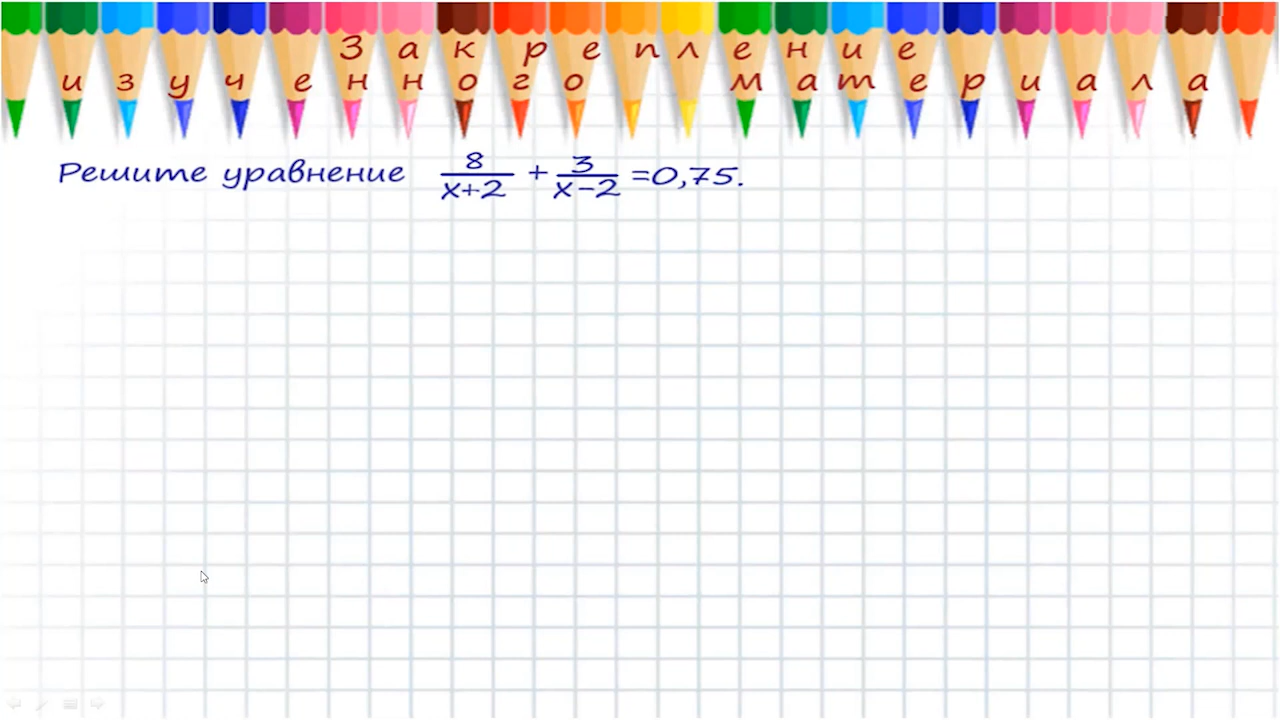 Закрепление
изученного материала
Решите уравнение 8/(x+2) + 3/(x−2) =0,75.